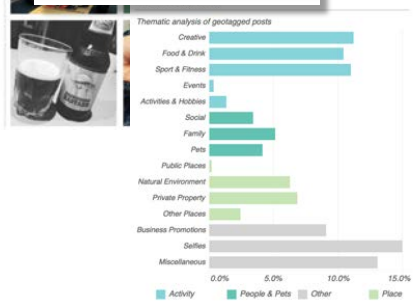 Thematic analysis of geotagged posts
Creative
Food & Drink
Sport & Fitness
Events
Activities & Hobbies
Social
Family
Pets
Public Places
Natural Environment
Private Property
Other Places
Business Promotions
Selfies
Miscellaneous
0.0% 5.0% 10.0% 15.0%
Activity People & Pets Other Place